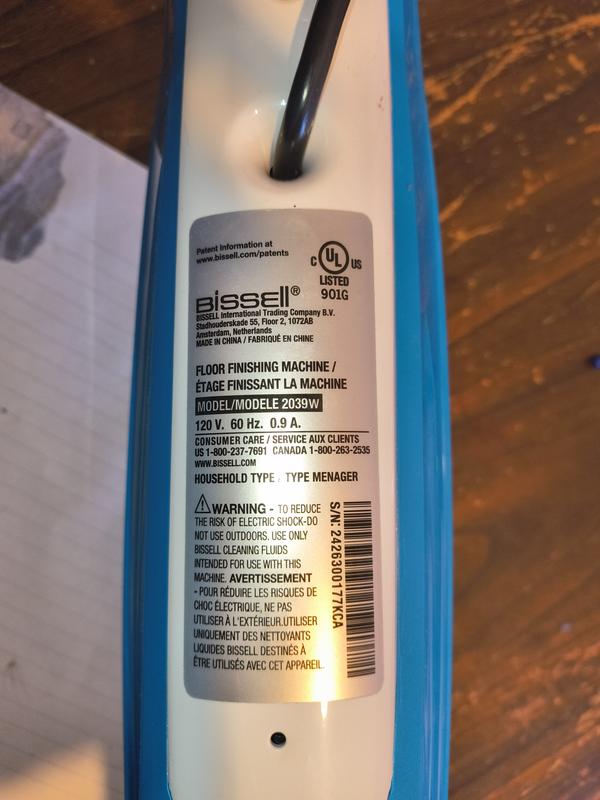 Patent Information at
www.bissell.com/patents
C UL US
LISTED
901G
BISSELL®
BISSELL International Trading Company B.V.
Stadhouderskade 55, Floor 2, 1072AB
Amsterdam, Netherlands
MADE IN CHINA / FABRIQUÉ EN CHINE
FLOOR FINISHING MACHINE /
ÉTAGE FINISSANT LA MACHINE
MODEL/MODELE 2039W
120 V. 60 Hz. 0.9 A.
CONSUMER CARE / SERVICE AUX CLIENTS
US 1-800-237-7691 CANADA 1-800-263-2535
WWW.BISSELL.COM
HOUSEHOLD TYPE / TYPE MENAGER
WARNING - TO REDUCE
THE RISK OF ELECTRIC SHOCK-DO
NOT USE OUTDOORS. USE ONLY
BISSELL CLEANING FLUIDS
INTENDED FOR USE WITH THIS
MACHINE. AVERTISSEMENT
- POUR RÉDUIRE LES RISQUES DE
CHOC ÉLECTRIQUE, NE PAS
UTILISER À L'EXTÉRIEUR.UTILISER
UNIQUEMENT DES NETTOYANTS
LIQUIDES BISSELL DESTINÉS À
ÊTRE UTILISÉS AVEC CET APPAREIL.
S/N: 2426300177KCA